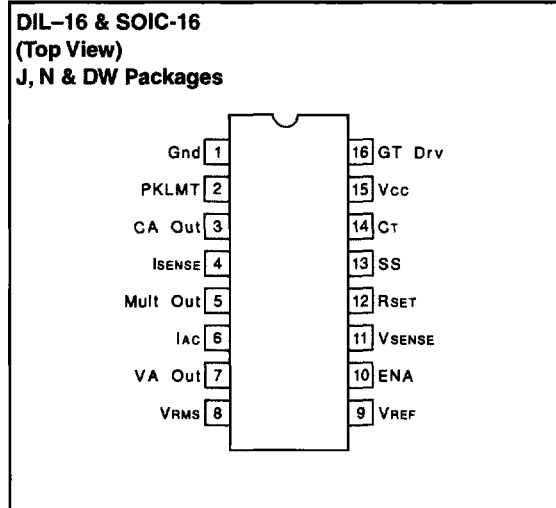 DIL–16 & SOIC-16
(Top View)
J, N & DW Packages
Gnd 1 16 GT Drv
PKLMT 2 15 Vcc
CA Out 3 14 CT
ISENSE 4 13 SS
Mult Out 5 12 RSET
IAC 6 11 VSENSE
VA Out 7 10 ENA
VRMS 8 9 VREF